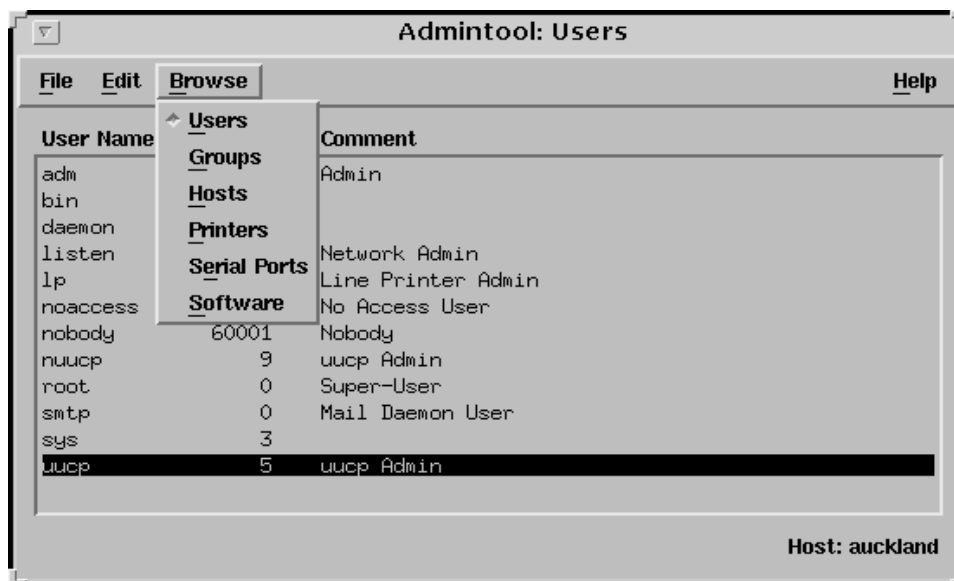 Admintool: Users
File Edit Browse Help
Users
Groups
Hosts
Printers
Serial Ports
Software
User Name Comment
adm Admin
bin
daemon
listen Network Admin
lp Line Printer Admin
noaccess No Access User
nobody 60001 Nobody
nuucp 9 uucp Admin
root 0 Super-User
smtp 0 Mail Daemon User
sys 3
uucp 5 uucp Admin
Host: auckland